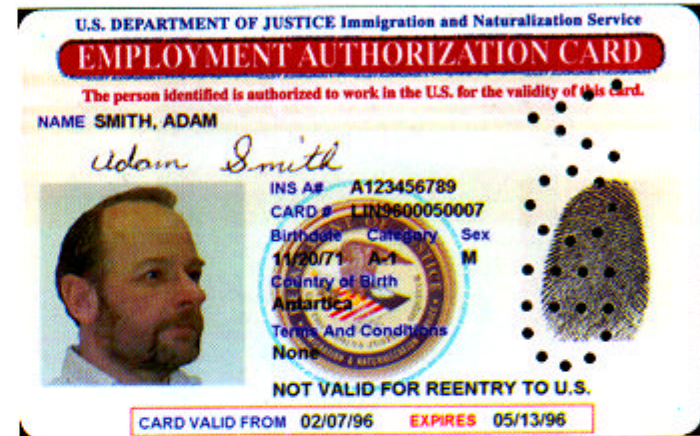 U.S. DEPARTMENT OF JUSTICE Immigration and Naturalization Service
EMPLOYMENT AUTHORIZATION CARD
The person identified is authorized to work in the U.S. for the validity of this card.
NAME SMITH, ADAM
Adam Smith
INS A# A123456789
CARD # LIN9600050007
Birthdate Category Sex
11/20/71 A-1 M
Country of Birth
Antartica
Terms And Conditions
None
NOT VALID FOR REENTRY TO U.S.
CARD VALID FROM 02/07/96 EXPIRES 05/13/96